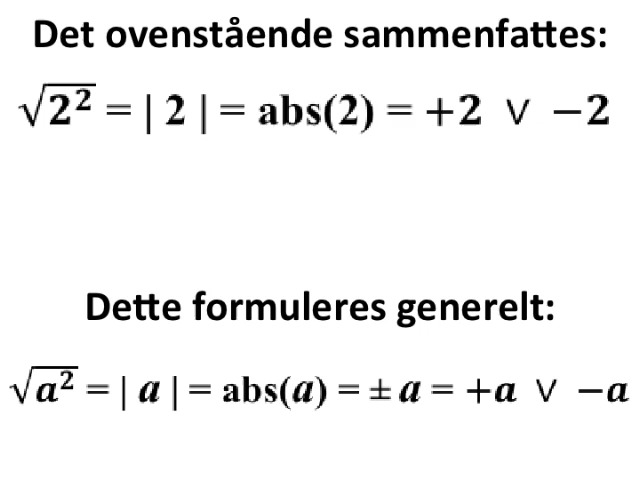 Det ovenstående sammenfattes:
√2² = | 2 | = abs(2) = +2 ∨ −2
Dette formuleres generelt:
√a² = | a | = abs(a) = ± a = +a ∨ −a